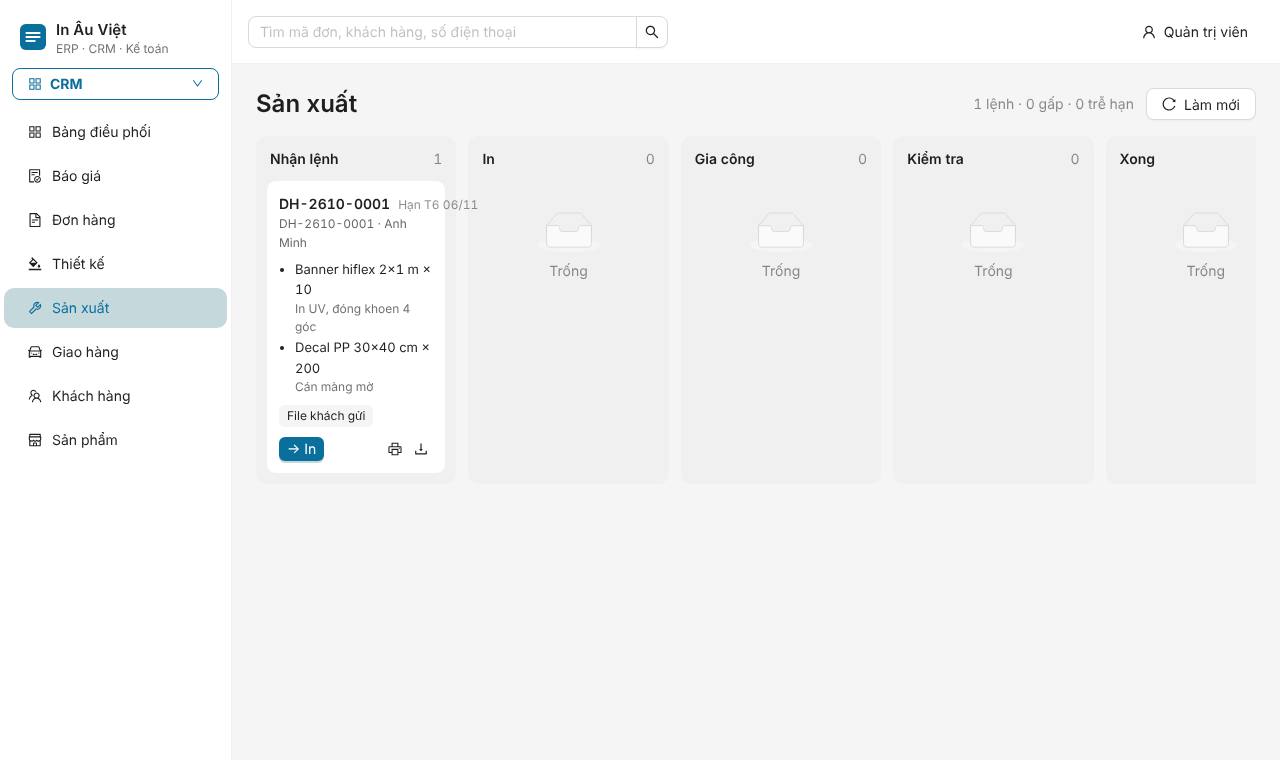 In Âu Việt
ERP · CRM · Kế toán
CRM
Bảng điều phối
Báo giá
Đơn hàng
Thiết kế
Sản xuất
Giao hàng
Khách hàng
Sản phẩm
Tìm mã đơn, khách hàng, số điện thoại
Quản trị viên
Sản xuất
1 lệnh · 0 gấp · 0 trễ hạn
Làm mới
Nhận lệnh 1
DH-2610-0001 Hạn T6 06/11
DH-2610-0001 · Anh
Minh
Banner hiflex 2×1 m ×
10
In UV, đóng khoen 4
góc
Decal PP 30×40 cm ×
200
Cán màng mờ
File khách gửi
→ In
In 0
Trống
Gia công 0
Trống
Kiểm tra 0
Trống
Xong
Trống